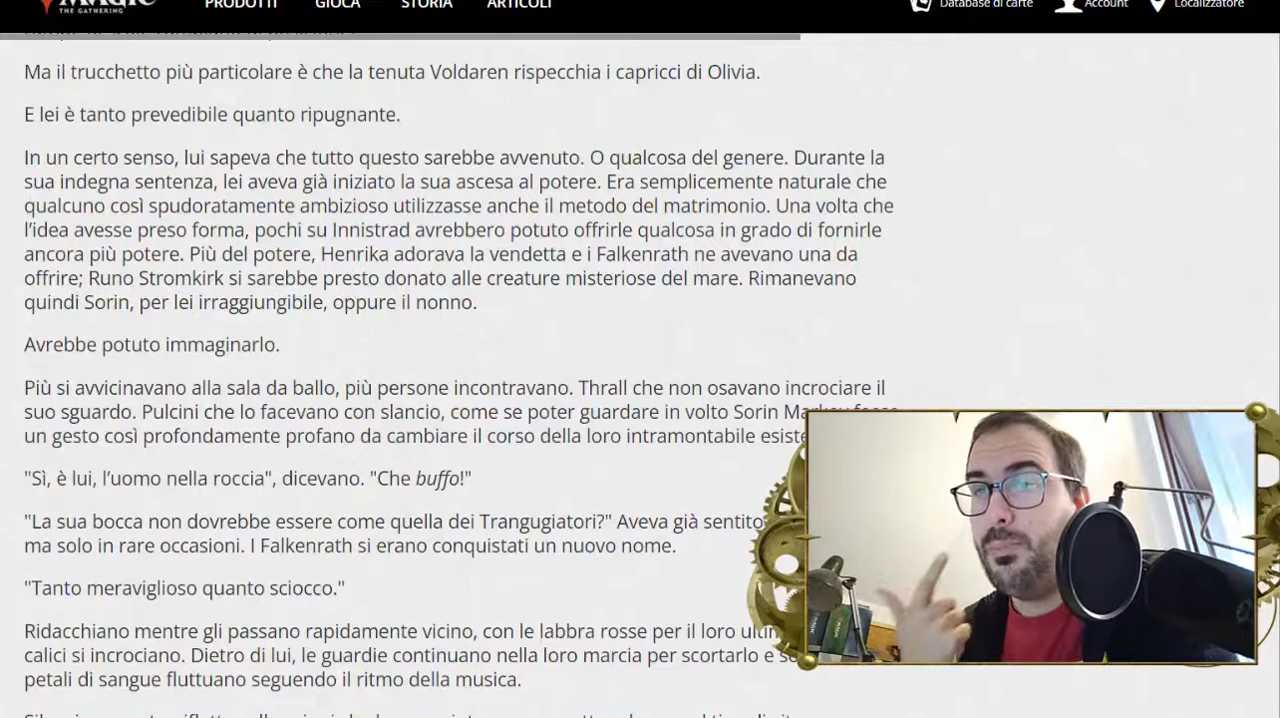 MAGIC
THE GATHERING
PRODOTTI GIOCA STORIA ARTICOLI
Database di carte Account Localizzatore
Ma il trucchetto più particolare è che la tenuta Voldaren rispecchia i capricci di Olivia.
E lei è tanto prevedibile quanto ripugnante.
In un certo senso, lui sapeva che tutto questo sarebbe avvenuto. O qualcosa del genere. Durante la
sua indegna sentenza, lei aveva già iniziato la sua ascesa al potere. Era semplicemente naturale che
qualcuno così spudoratamente ambizioso utilizzasse anche il metodo del matrimonio. Una volta che
l’idea avesse preso forma, pochi su Innistrad avrebbero potuto offrirle qualcosa in grado di fornirle
ancora più potere. Più del potere, Henrika adorava la vendetta e i Falkenrath ne avevano una da
offrire; Runo Stromkirk si sarebbe presto donato alle creature misteriose del mare. Rimanevano
quindi Sorin, per lei irraggiungibile, oppure il nonno.
Avrebbe potuto immaginarlo.
Più si avvicinavano alla sala da ballo, più persone incontravano. Thrall che non osavano incrociare il
suo sguardo. Pulcini che lo facevano con slancio, come se poter guardare in volto Sorin
un gesto così profondamente profano da cambiare il corso della loro intramontabile
"Sì, è lui, l’uomo nella roccia", dicevano. "Che buffo!"
"La sua bocca non dovrebbe essere come quella dei Trangugiatori?" Aveva già sentito
ma solo in rare occasioni. I Falkenrath si erano conquistati un nuovo nome.
"Tanto meraviglioso quanto sciocco."
Ridacchiano mentre gli passano rapidamente vicino, con le labbra rosse per il loro
calici si incrociano. Dietro di lui, le guardie continuano nella loro marcia per scortarlo e
petali di sangue fluttuano seguendo il ritmo della musica.